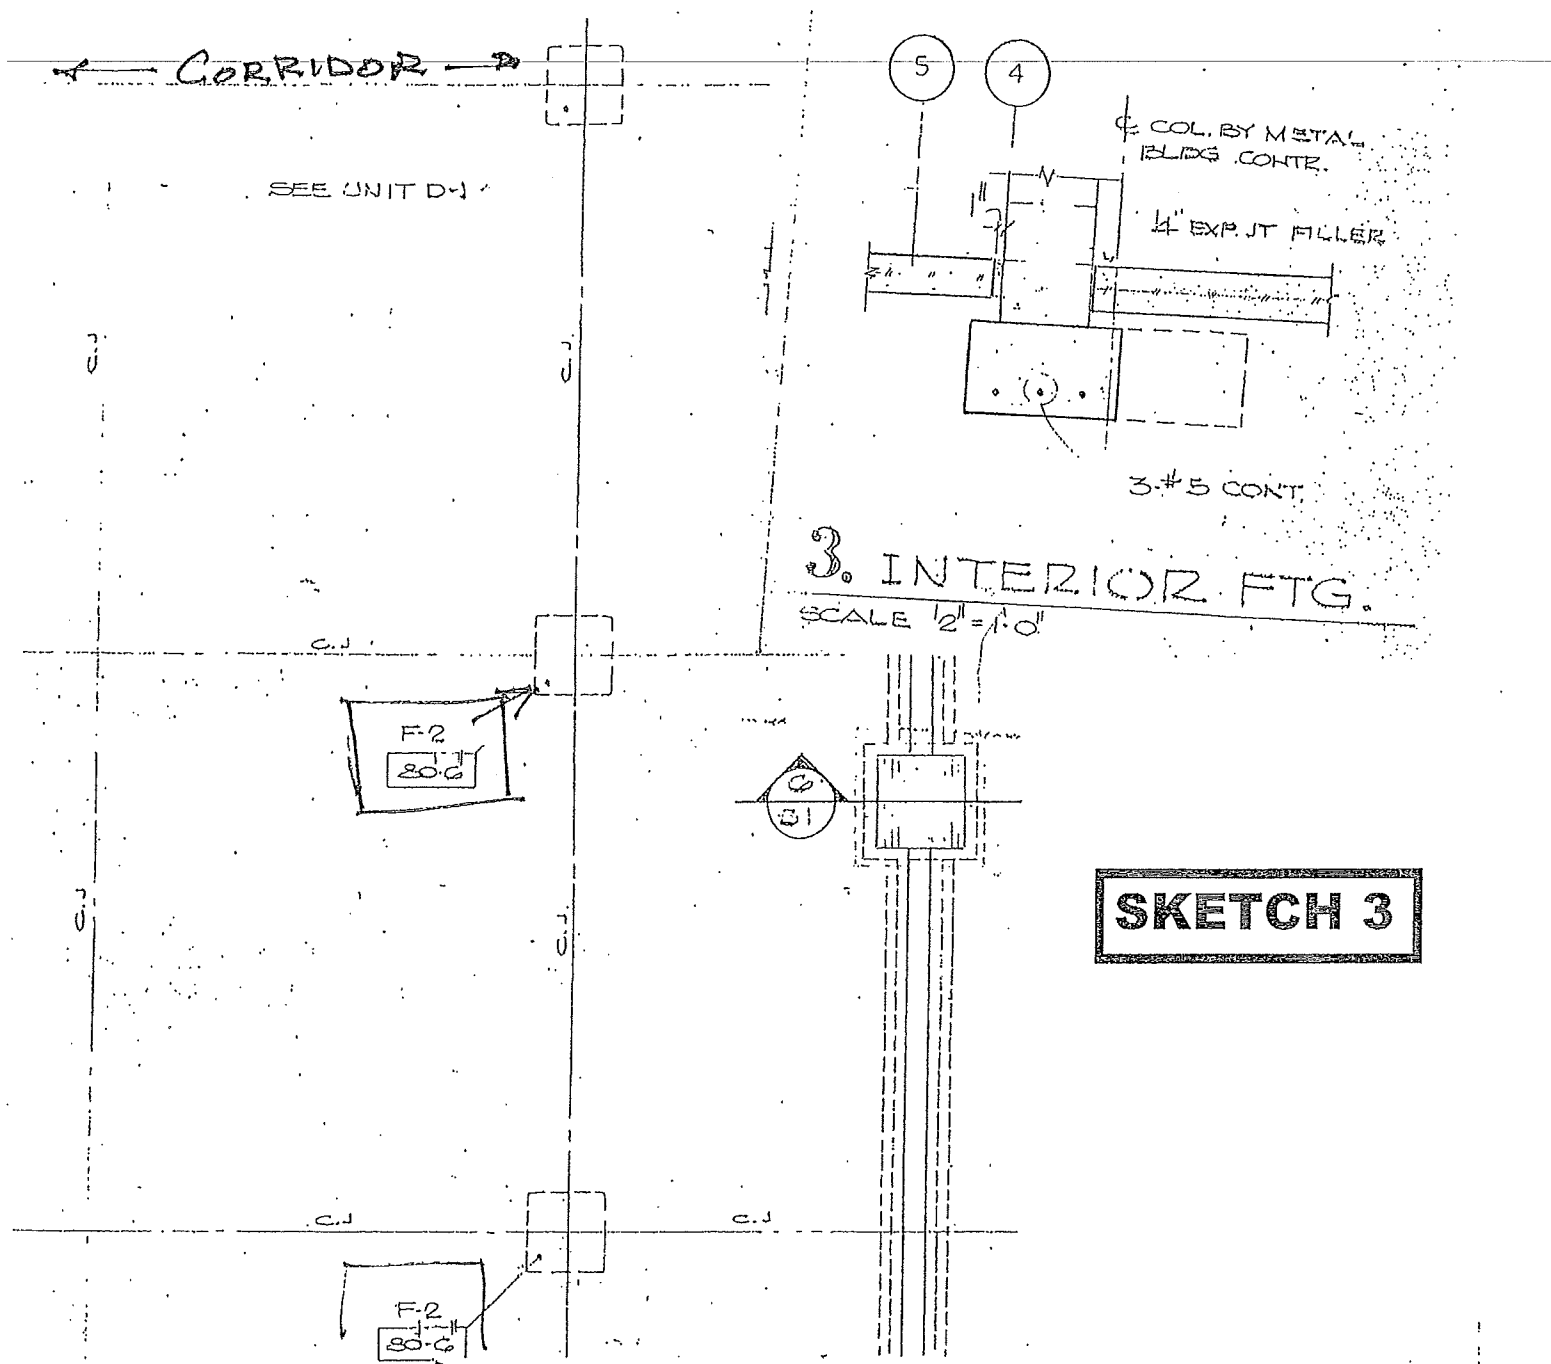 CORRIDOR
5
4
℄ COL. BY METAL
BLDG. CONTR.
SEE UNIT D-1
1"
¼" EXP. JT FILLER
C.J
C.J
3-#5 CONT.
3. INTERIOR FTG.
SCALE ½"=1'-0"
C.J
F-2
80-6
6
SKETCH 3
C.J
C.J
C.J
C.J
F-2
80-6